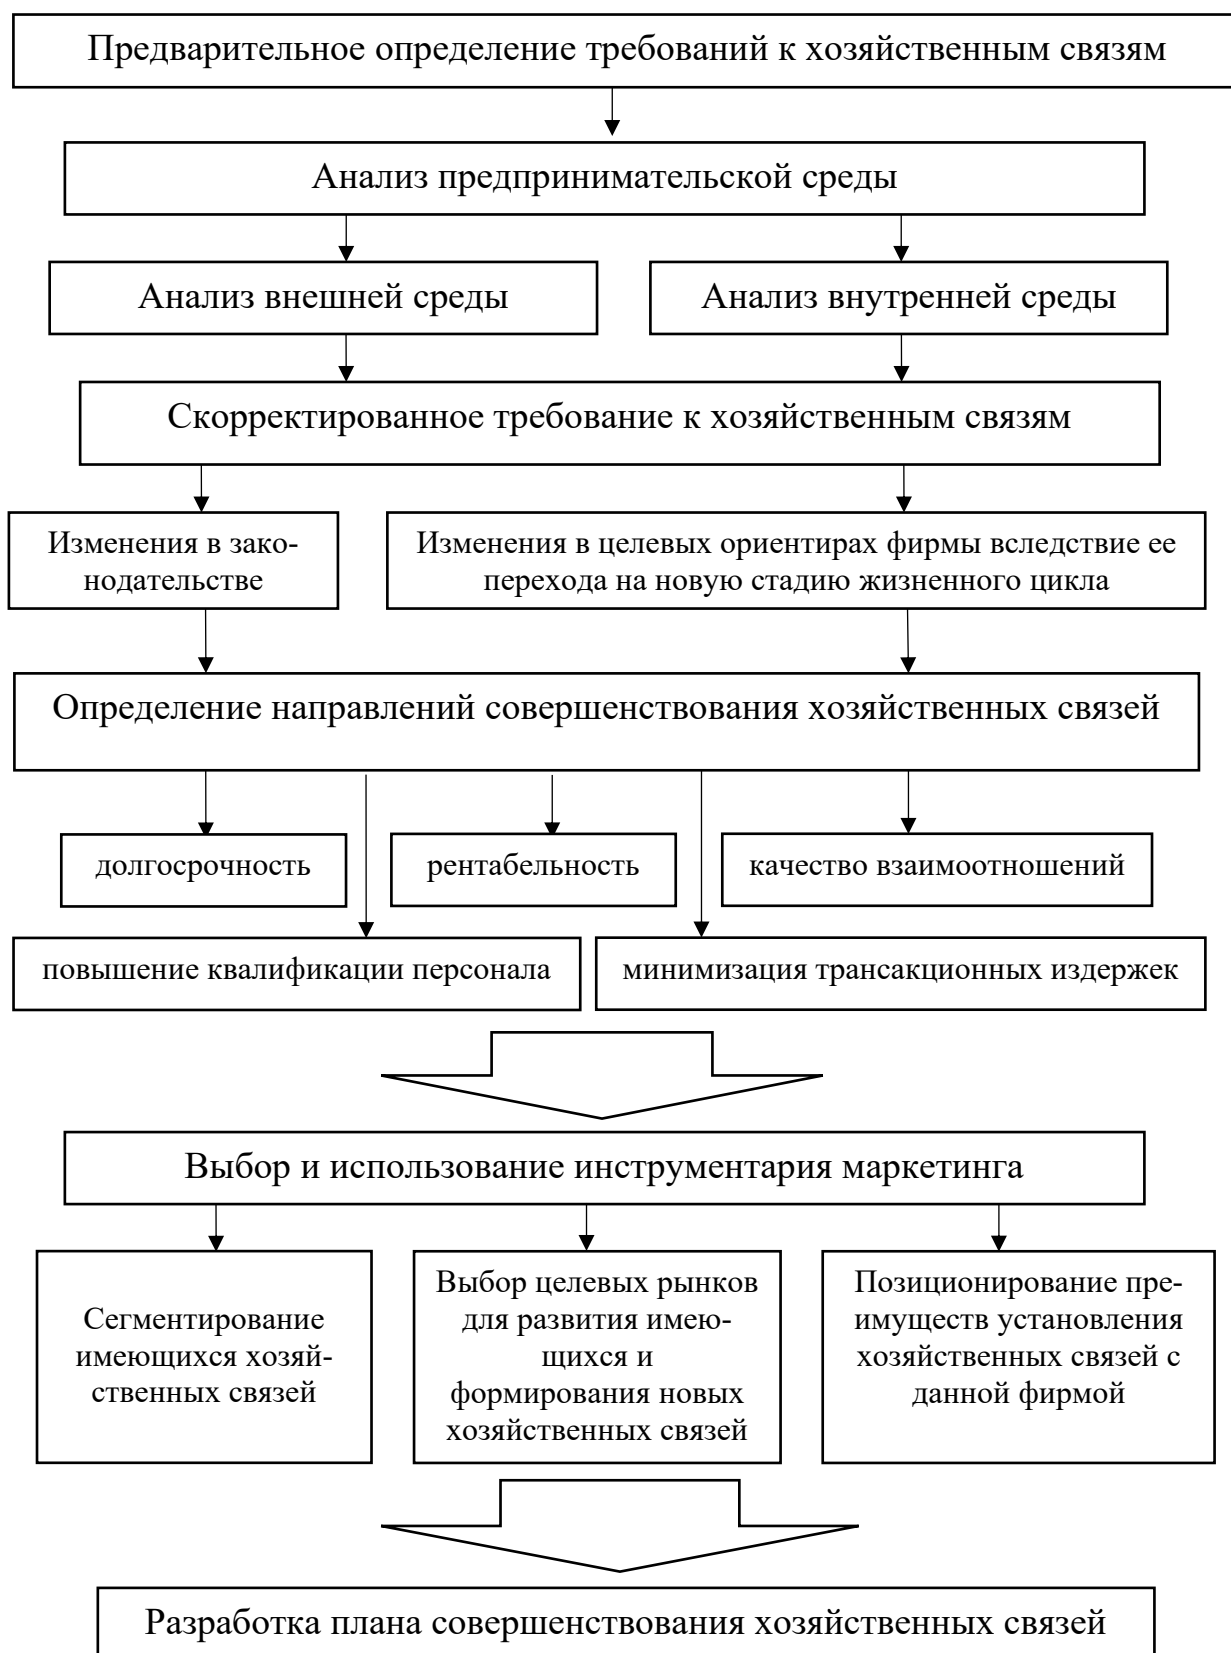 Предварительное определение требований к хозяйственным связям
Анализ предпринимательской среды
Анализ внешней среды
Анализ внутренней среды
Скорректированное требование к хозяйственным связям
Изменения в зако-
нодательстве
Изменения в целевых ориентирах фирмы вследствие ее
перехода на новую стадию жизненного цикла
Определение направлений совершенствования хозяйственных связей
долгосрочность
рентабельность
качество взаимоотношений
повышение квалификации персонала
минимизация трансакционных издержек
Выбор и использование инструментария маркетинга
Сегментирование
имеющихся хозяй-
ственных связей
Выбор целевых рынков
для развития имею-
щихся и
формирования новых
хозяйственных связей
Позиционирование пре-
имуществ установления
хозяйственных связей с
данной фирмой
Разработка плана совершенствования хозяйственных связей